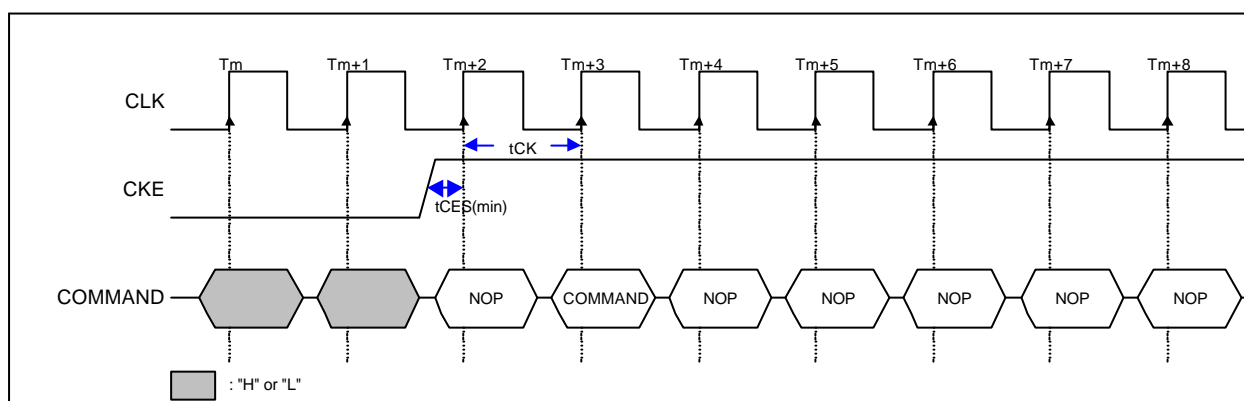 Tm Tm+1 Tm+2 Tm+3 Tm+4 Tm+5 Tm+6 Tm+7 Tm+8
CLK
tCK
CKE
tCES(min)
COMMAND NOP COMMAND NOP NOP NOP NOP NOP
: "H" or "L"